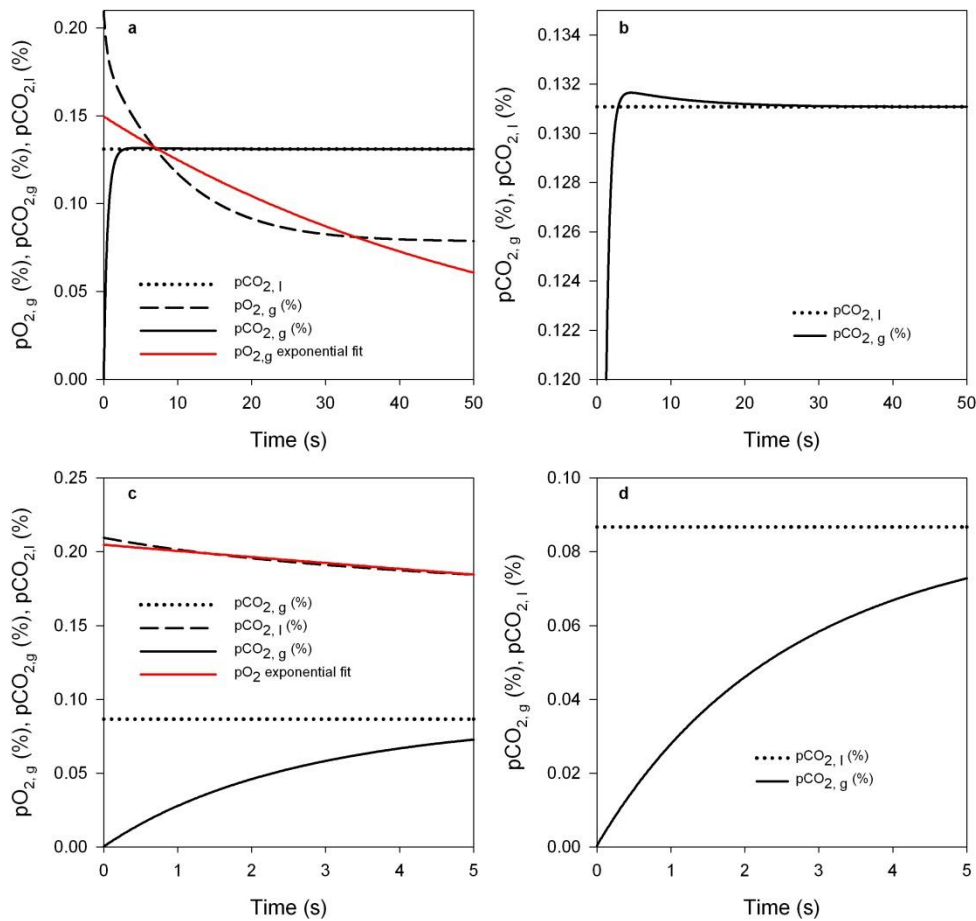 a
pO2, g (%), pCO2,g (%), pCO2,l (%)
0.20
0.15
0.10
0.05
0.00
pCO2, l
pO2, g (%)
pCO2, g (%)
pO2,g exponential fit
0 10 20 30 40 50
Time (s)
b
pCO2, g (%), pCO2, l (%)
0.134
0.132
0.130
0.128
0.126
0.124
0.122
0.120
pCO2, l
pCO2, g (%)
0 10 20 30 40 50
Time (s)
c
pO2, g (%), pCO2,g (%), pCO2,l (%)
0.25
0.20
0.15
0.10
0.05
0.00
pCO2, g (%)
pCO2, l (%)
pCO2, g (%)
pO2 exponential fit
0 1 2 3 4 5
Time (s)
d
pCO2, g (%), pCO2, l (%)
0.10
0.08
0.06
0.04
0.02
0.00
pCO2, l (%)
pCO2, g (%)
0 1 2 3 4 5
Time (s)